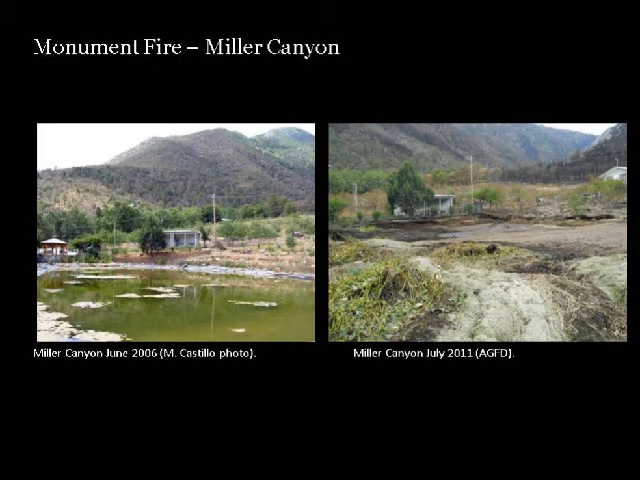 Monument Fire – Miller Canyon
Miller Canyon June 2006 (M. Castillo photo).
Miller Canyon July 2011 (AGFD).